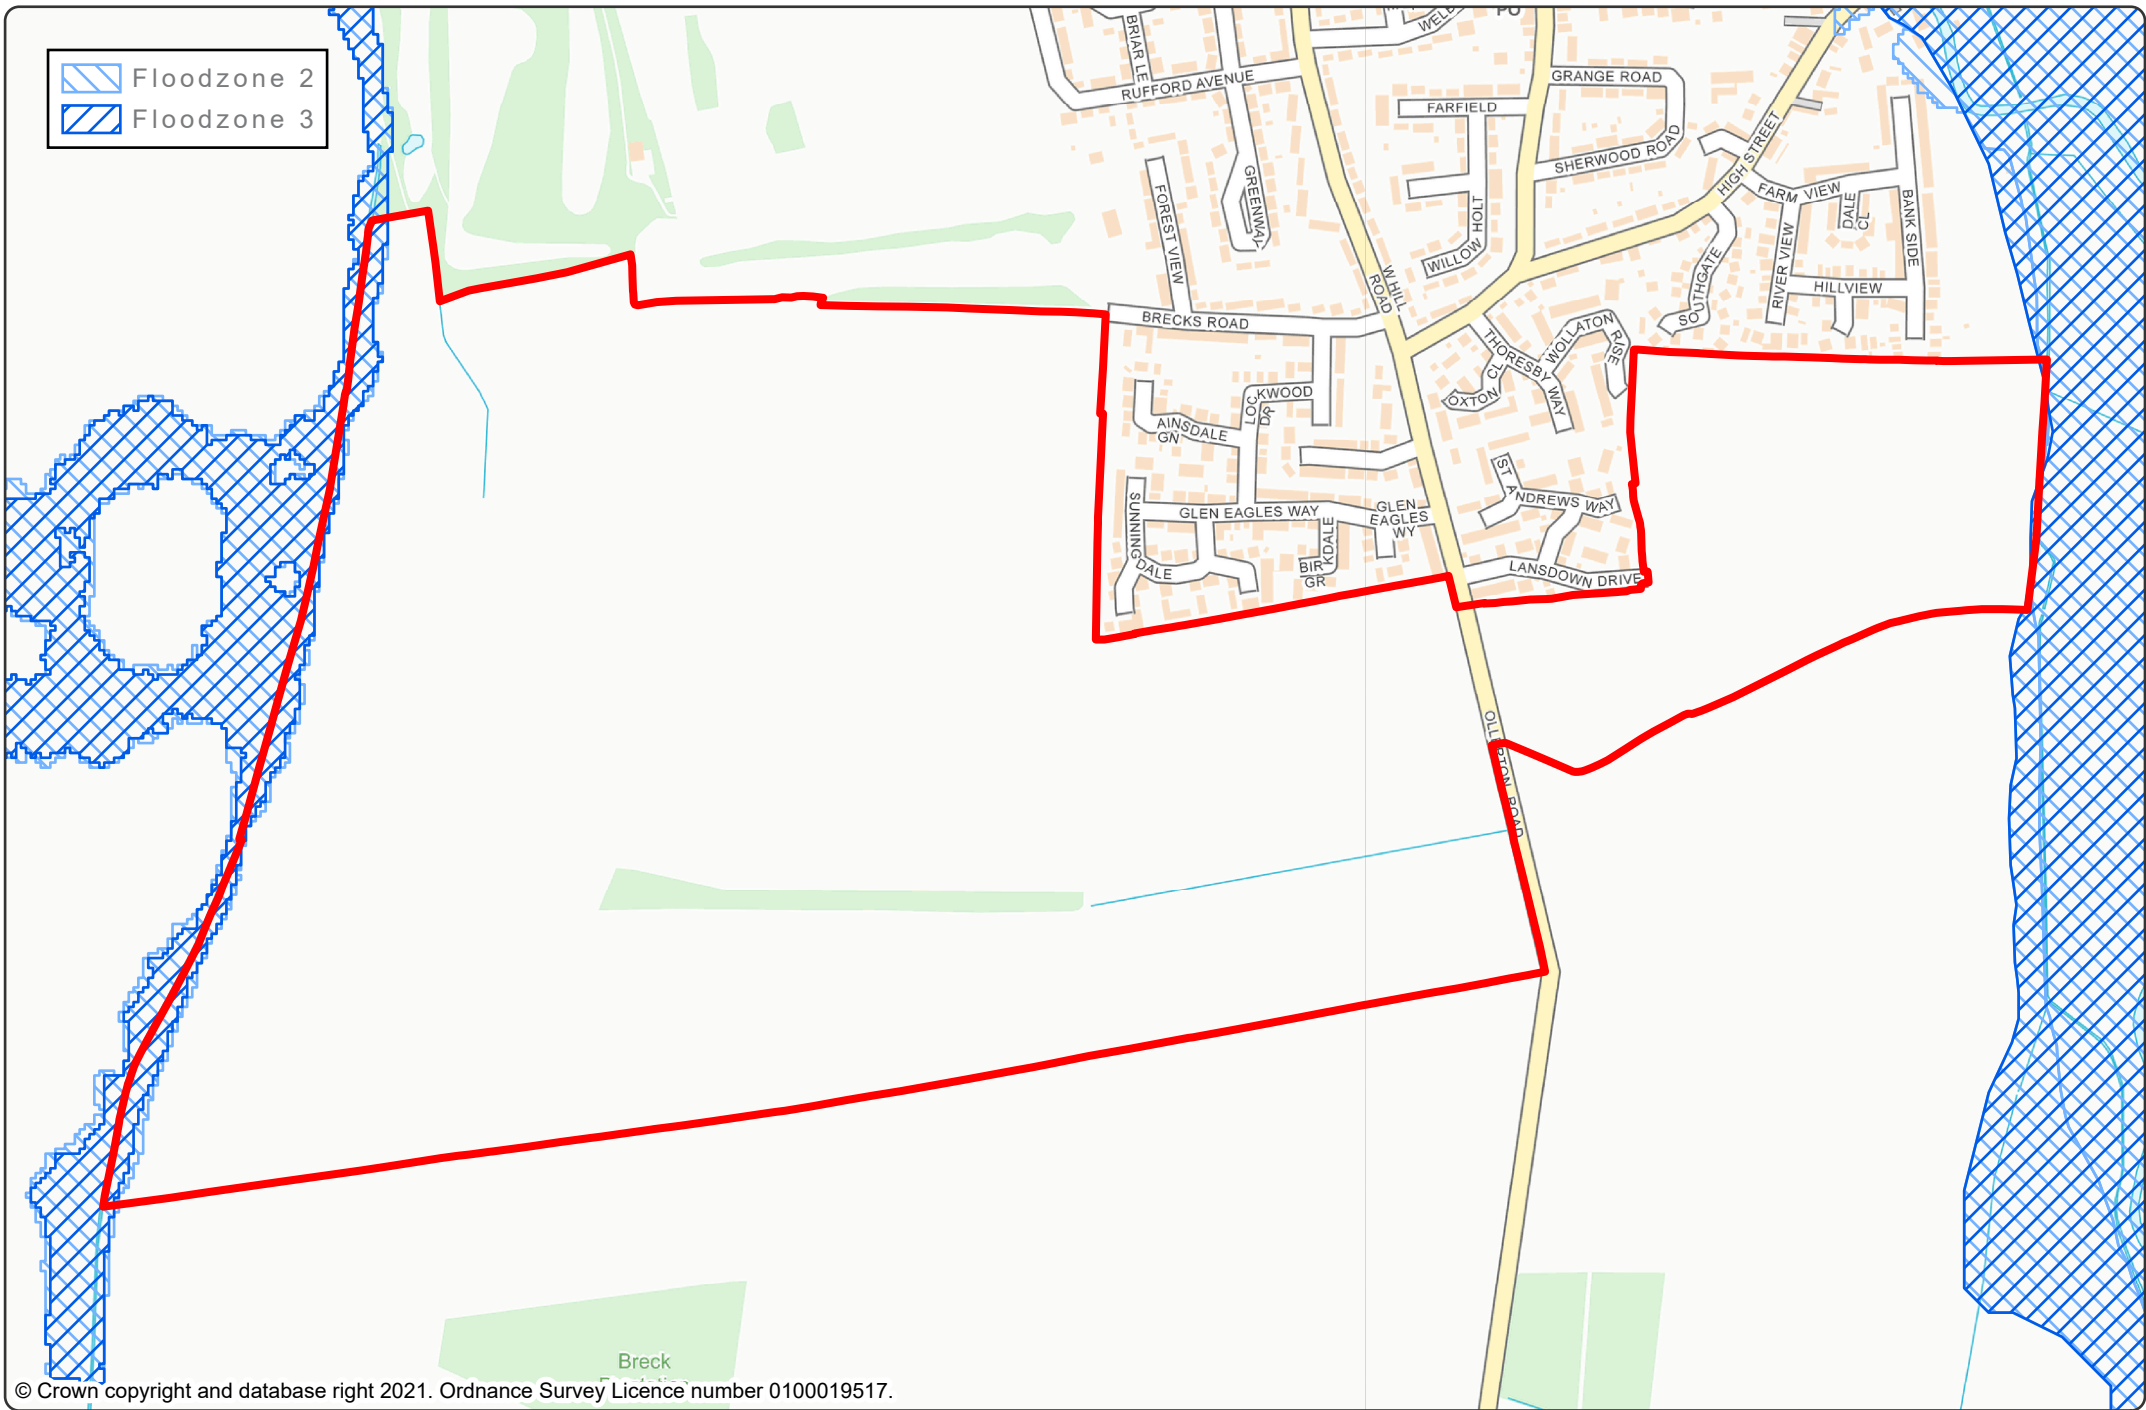 Floodzone 2
Floodzone 3
BRIAR LE
RUFFORD AVENUE
GRANGE ROAD
FARFIELD
SHERWOOD ROAD
HIGH STREET
GREENWAY
FOREST VIEW
WILLOW HOLT
FARM VIEW
DALE
CL
BANK SIDE
RIVER VIEW
SOUTHGATE
HILLVIEW
W HILL
ROAD
BRECKS ROAD
THORESBY WAY
WOLLATON RISE
OXTON CL
LOCKWOOD
DR
AINSDALE
GN
ST ANDREWS WAY
SUNNINGDALE
GLEN EAGLES WAY
GLEN
EAGLES
WY
BIRKDALE
GR
LANSDOWN DRIVE
OLLERTON ROAD
Breck
© Crown copyright and database right 2021. Ordnance Survey Licence number 0100019517.